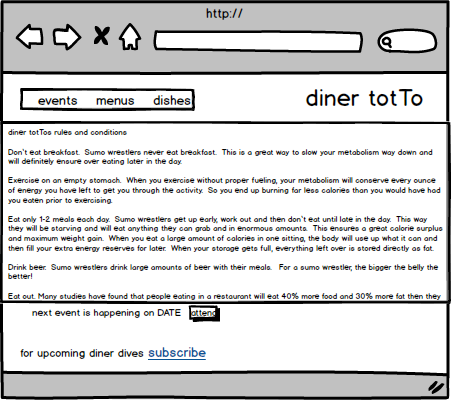 http://
events menus dishes
diner totTo
diner totTos rules and conditions
Don't eat breakfast. Sumo wrestlers never eat breakfast. This is a great way to slow your metabolism way down and
will definitely ensure over eating later in the day.
Exercise on an empty stomach. When you exercise without proper fueling, your metabolism will conserve every ounce
of energy you have left to get you through the activity. So you end up burning far less calories than you would have had
you eaten prior to exercising.
Eat only 1-2 meals each day. Sumo wrestlers get up early, work out and then don't eat until late in the day. This way
they will be starving and will eat anything they can grab and in enormous amounts. This ensures a great calorie surplus
and maximum weight gain. When you eat a large amount of calories in one sitting, the body will use up what it can and
then fill your extra energy reserves for later. When your storage gets full, everything left over is stored directly as fat.
Drink beer. Sumo wrestlers drink large amounts of beer with their meals. For a sumo wrestler, the bigger the belly the
better!
Eat out. Many studies have found that people eating in a restaurant will eat 40% more food and 30% more fat then they
next event is happening on DATE attend
for upcoming diner dives subscribe